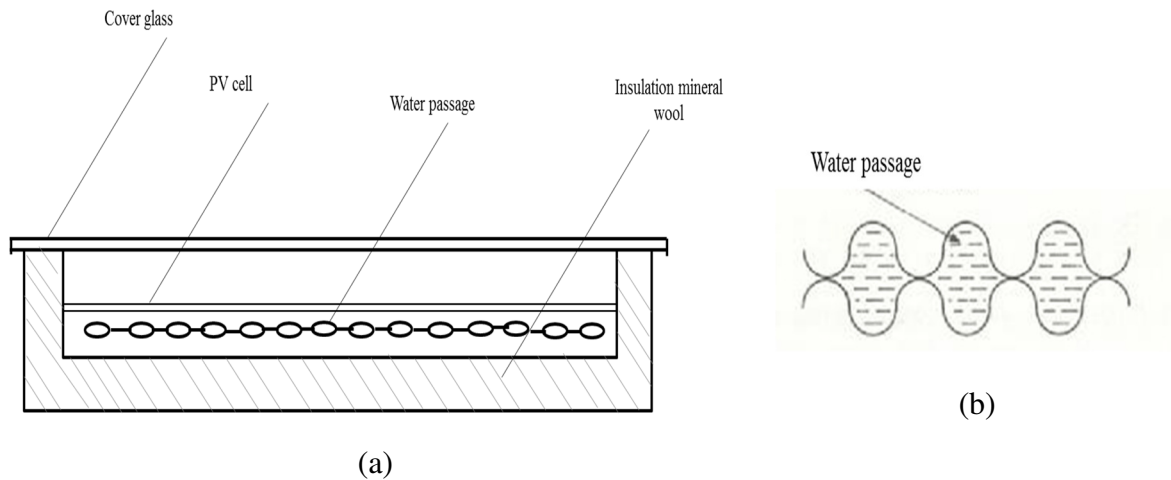 Cover glass
PV cell
Water passage
Insulation mineral
wool
(a)
Water passage
(b)